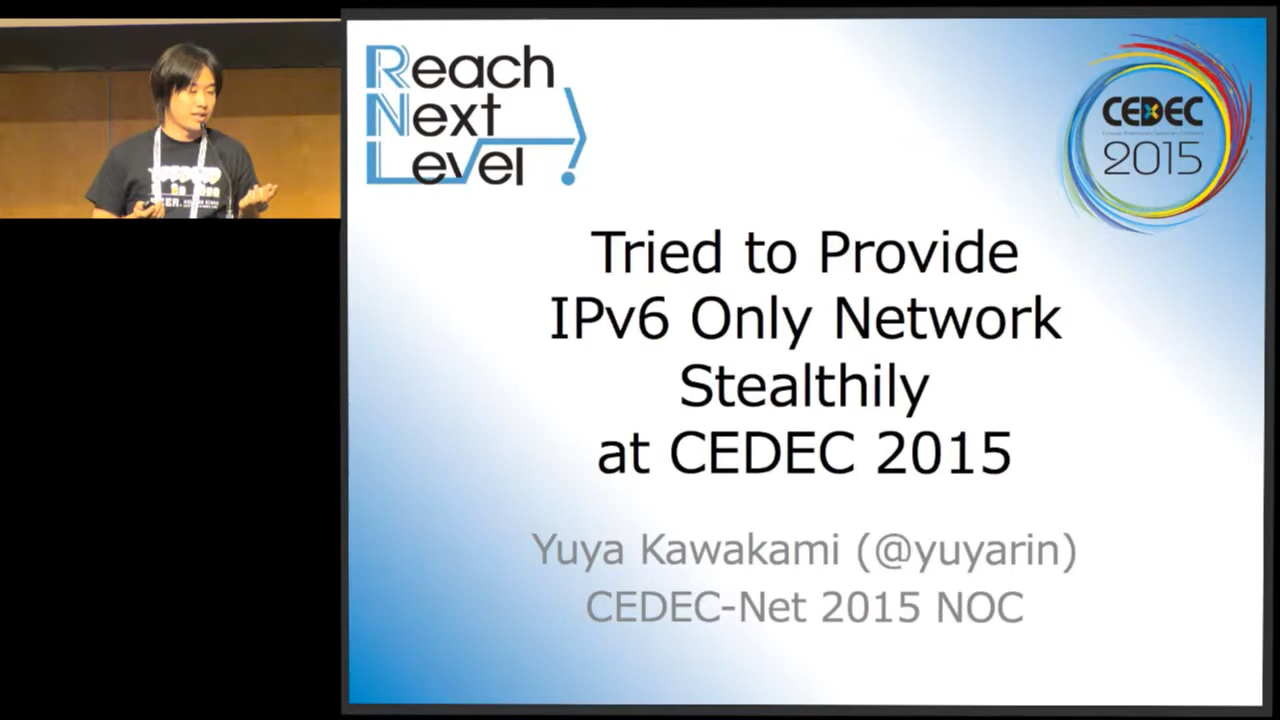 Reach
Next
Level
CEDEC
2015
Tried to Provide
IPv6 Only Network
Stealthily
at CEDEC 2015
Yuya Kawakami (@yuyarin)
CEDEC-Net 2015 NOC